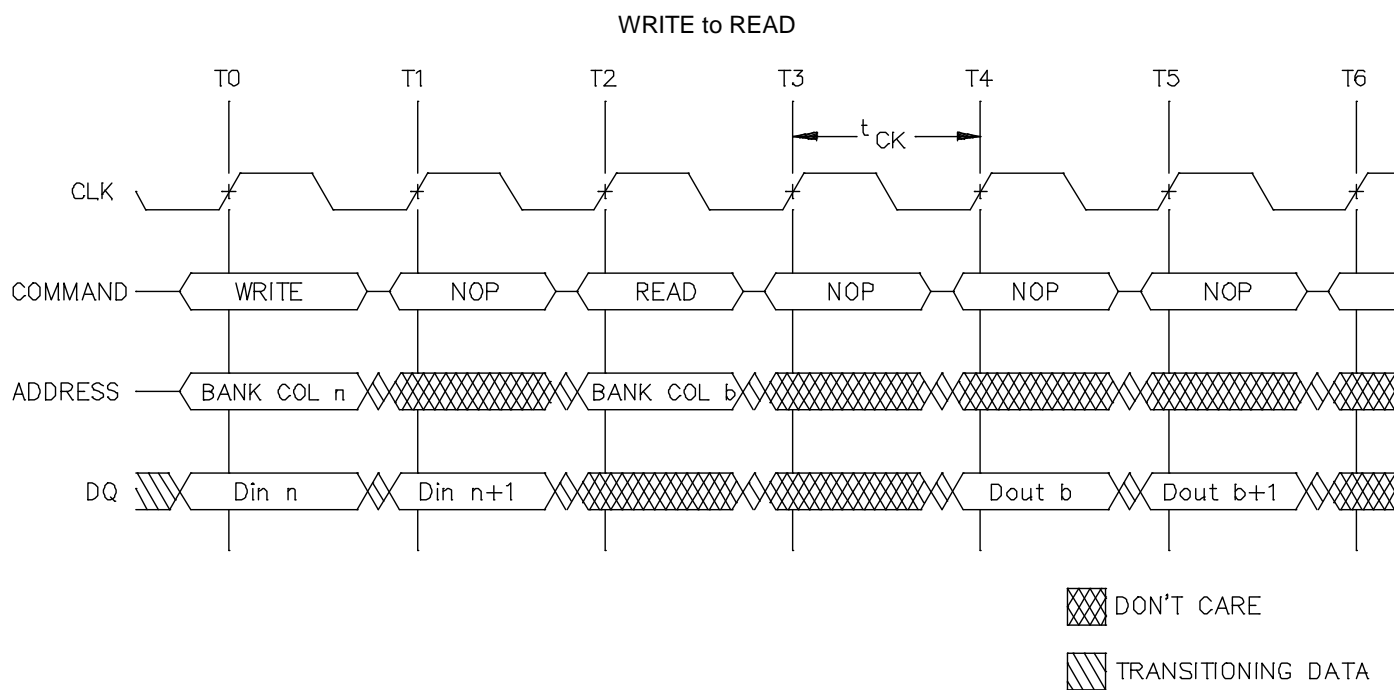 WRITE to READ
T0 T1 T2 T3 T4 T5 T6
t CK
CLK
COMMAND WRITE NOP READ NOP NOP NOP
ADDRESS BANK COL n BANK COL b
DQ Din n Din n+1 Dout b Dout b+1
DON'T CARE
TRANSITIONING DATA